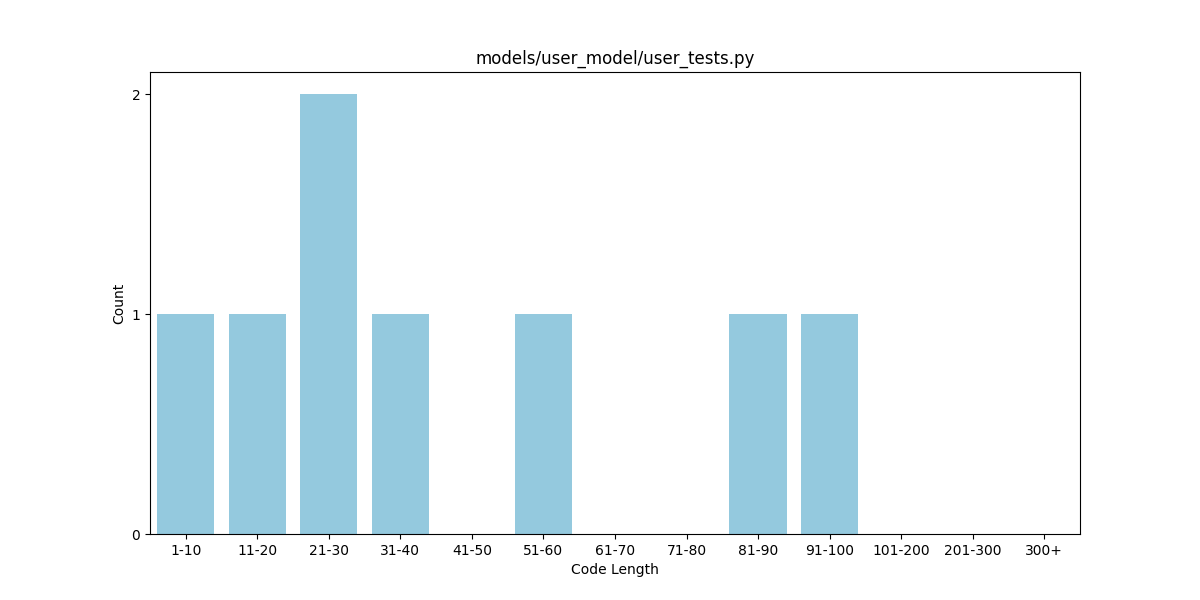 models/user_model/user_tests.py
2
1
0
Count
1-10 11-20 21-30 31-40 41-50 51-60 61-70 71-80 81-90 91-100 101-200 201-300 300+
Code Length